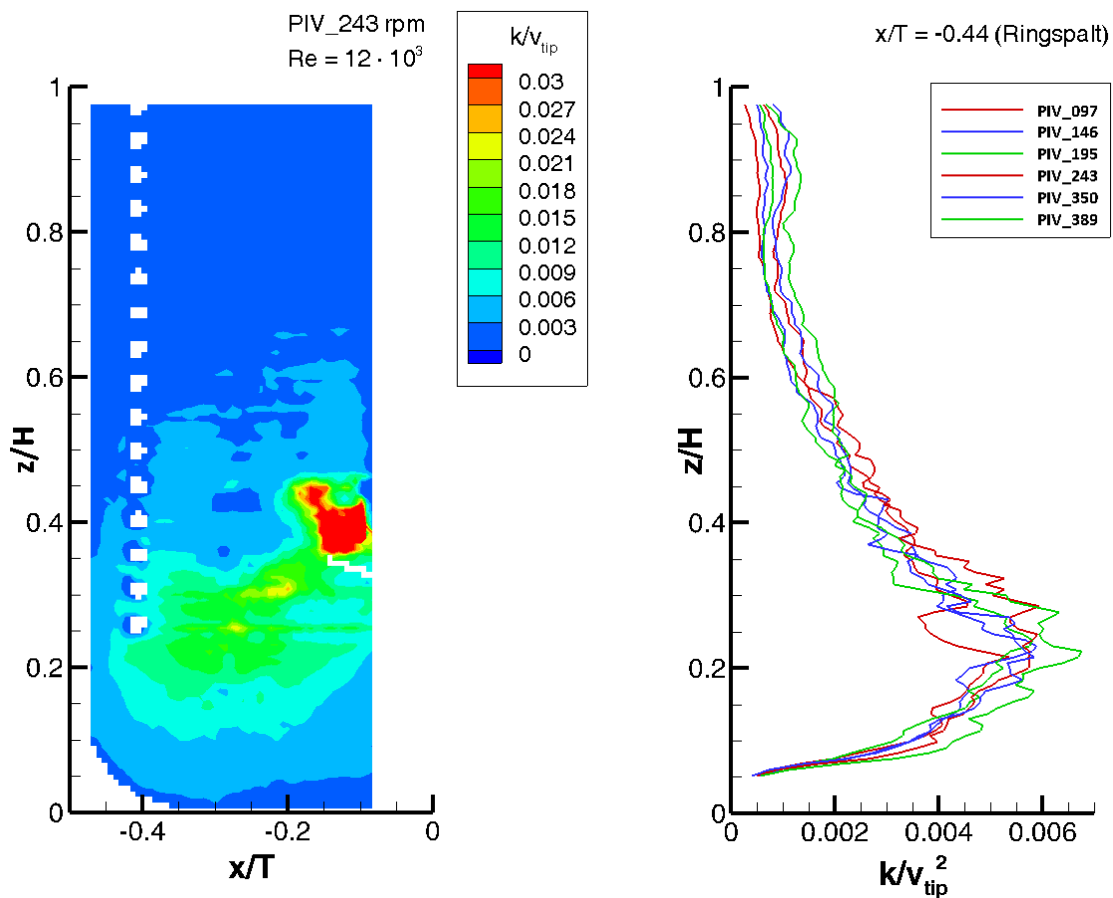 PIV_243 rpm
Re = 12 · 10³
k/v_tip
0.03
0.027
0.024
0.021
0.018
0.015
0.012
0.009
0.006
0.003
0
z/H
1
0.8
0.6
0.4
0.2
0
-0.4
-0.2
0
x/T
x/T = -0.44 (Ringspalt)
PIV_097
PIV_146
PIV_195
PIV_243
PIV_350
PIV_389
z/H
1
0.8
0.6
0.4
0.2
0
0
0.002
0.004
0.006
k/v_tip²